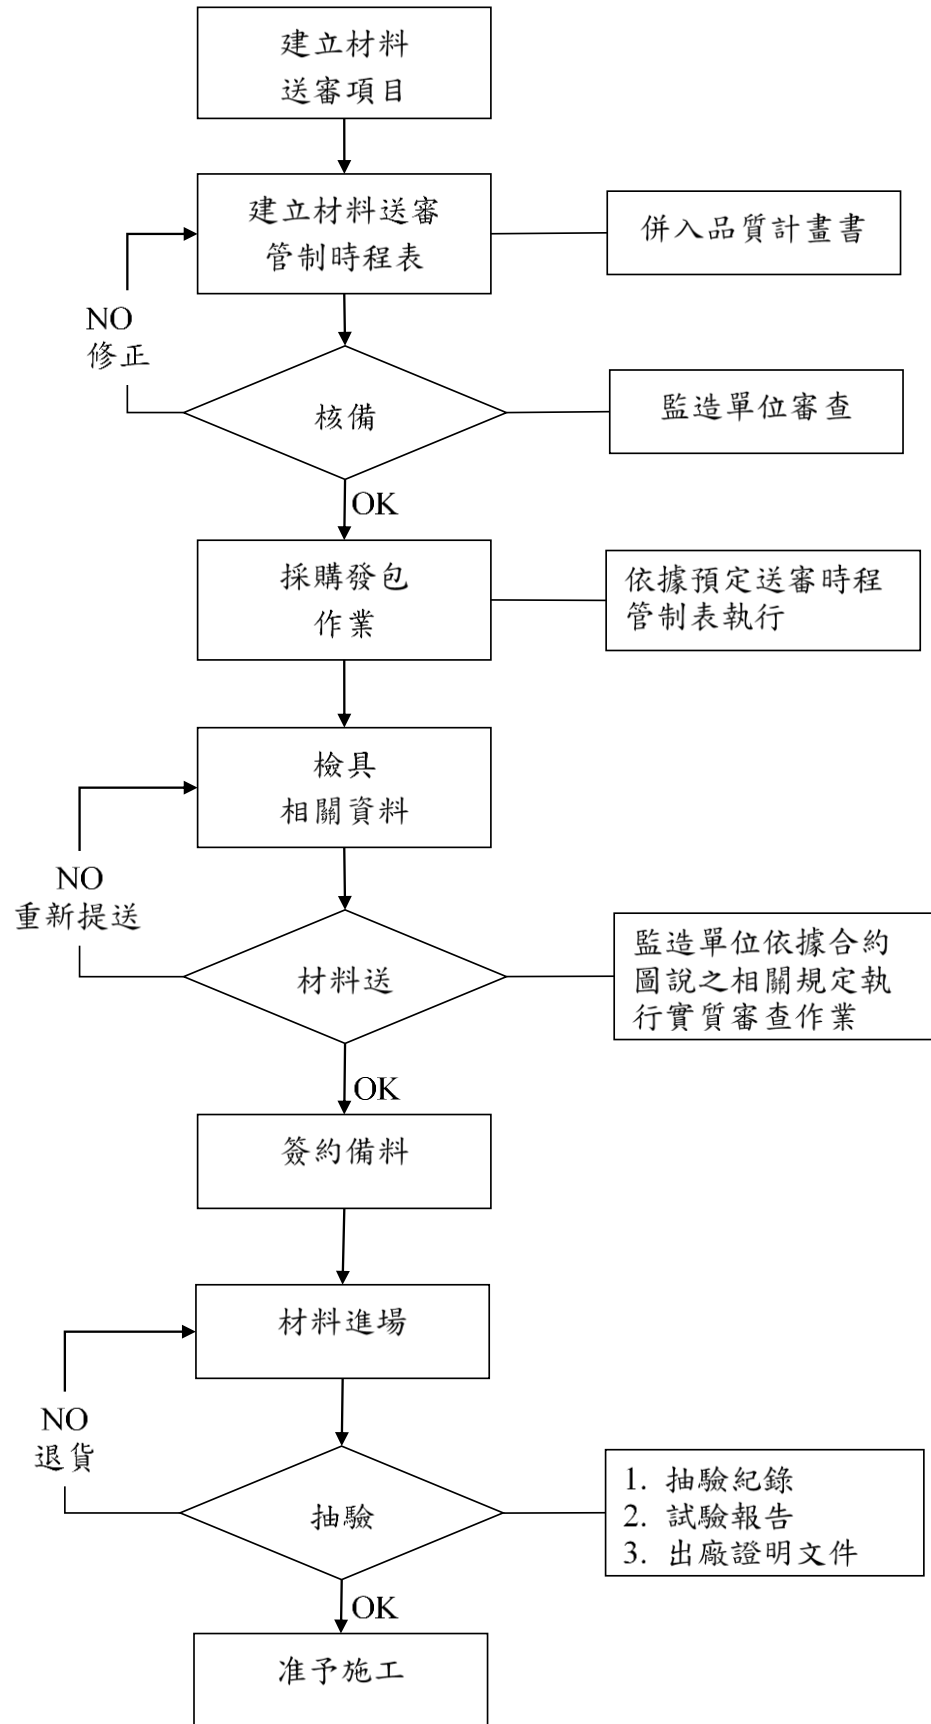 建立材料
送審項目
建立材料送審
管制時程表
併入品質計畫書
NO
修正
核備
監造單位審查
OK
採購發包
作業
依據預定送審時程
管制表執行
檢具
相關資料
NO
重新提送
材料送
監造單位依據合約
圖說之相關規定執
行實質審查作業
OK
簽約備料
材料進場
NO
退貨
抽驗
1. 抽驗紀錄
2. 試驗報告
3. 出廠證明文件
OK
准予施工